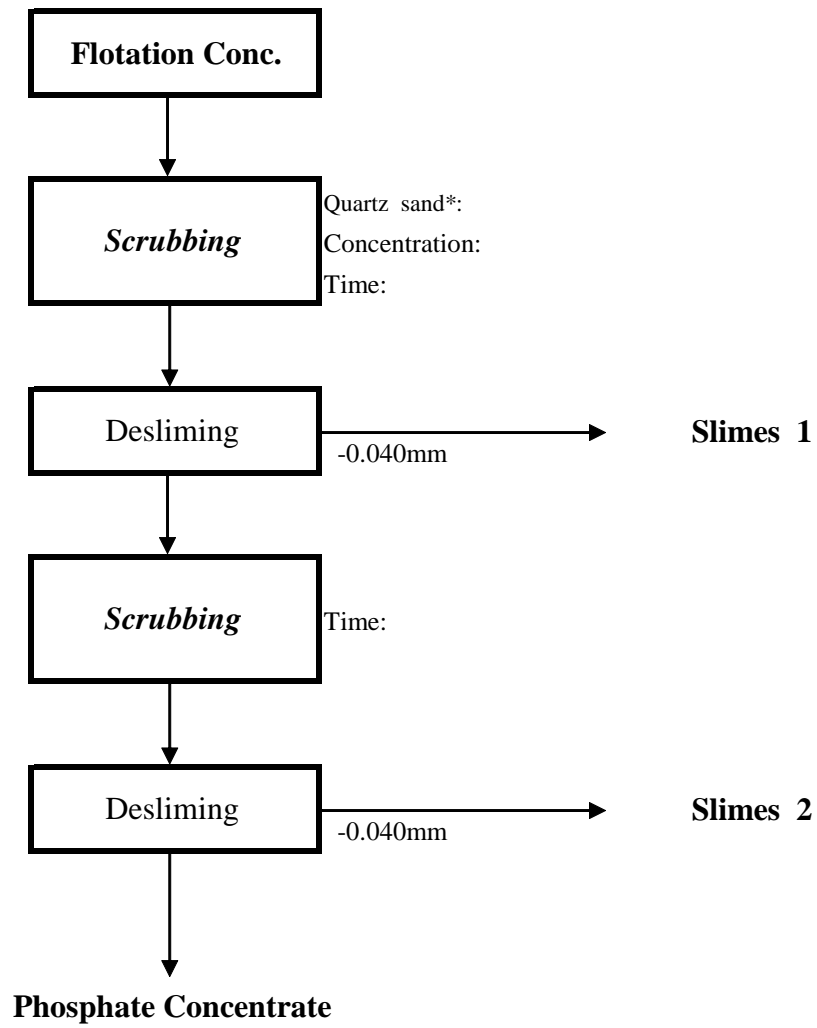 Flotation Conc.
Scrubbing
Quartz sand*:
Concentration:
Time:
Desliming
-0.040mm
Slimes 1
Scrubbing
Time:
Desliming
-0.040mm
Slimes 2
Phosphate Concentrate